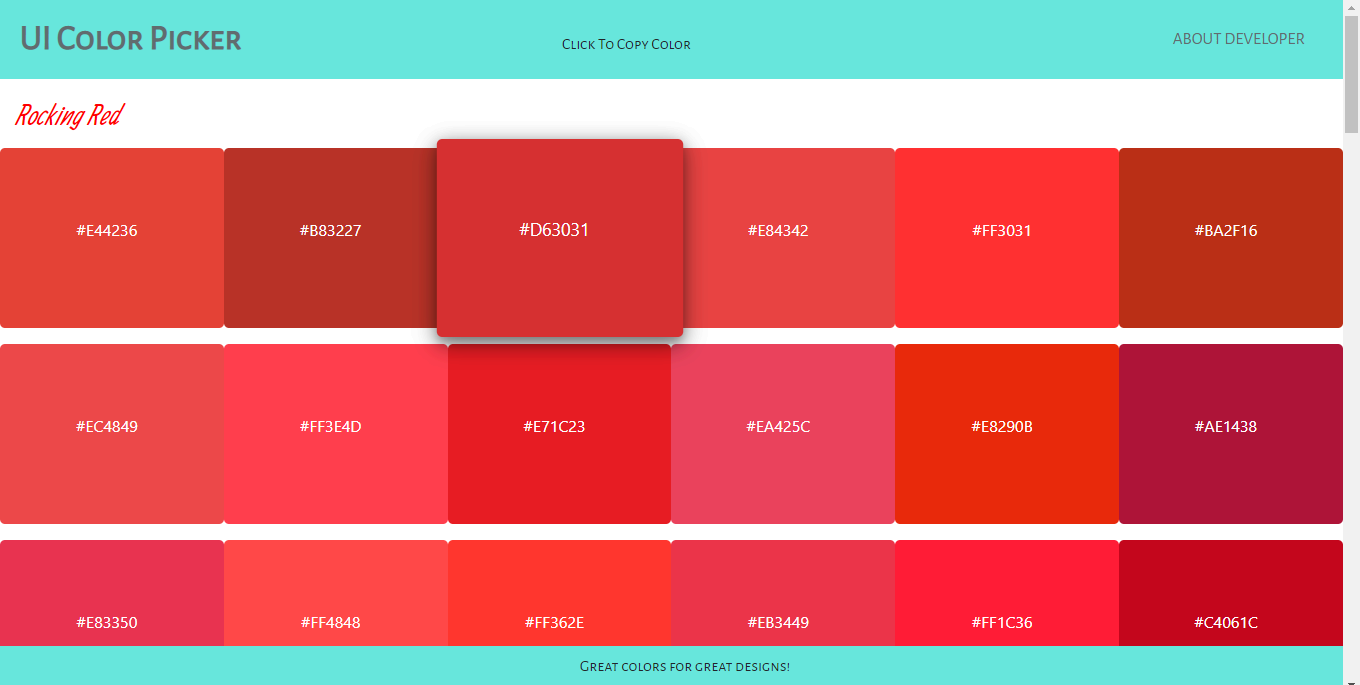 UI Color Picker
Click To Copy Color
ABOUT DEVELOPER
Rocking Red
#E44236
#B83227
#D63031
#E84342
#FF3031
#BA2F16
#EC4849
#FF3E4D
#E71C23
#EA425C
#E8290B
#AE1438
#E83350
#FF4848
#FF362E
#EB3449
#FF1C36
#C4061C
Great colors for great designs!